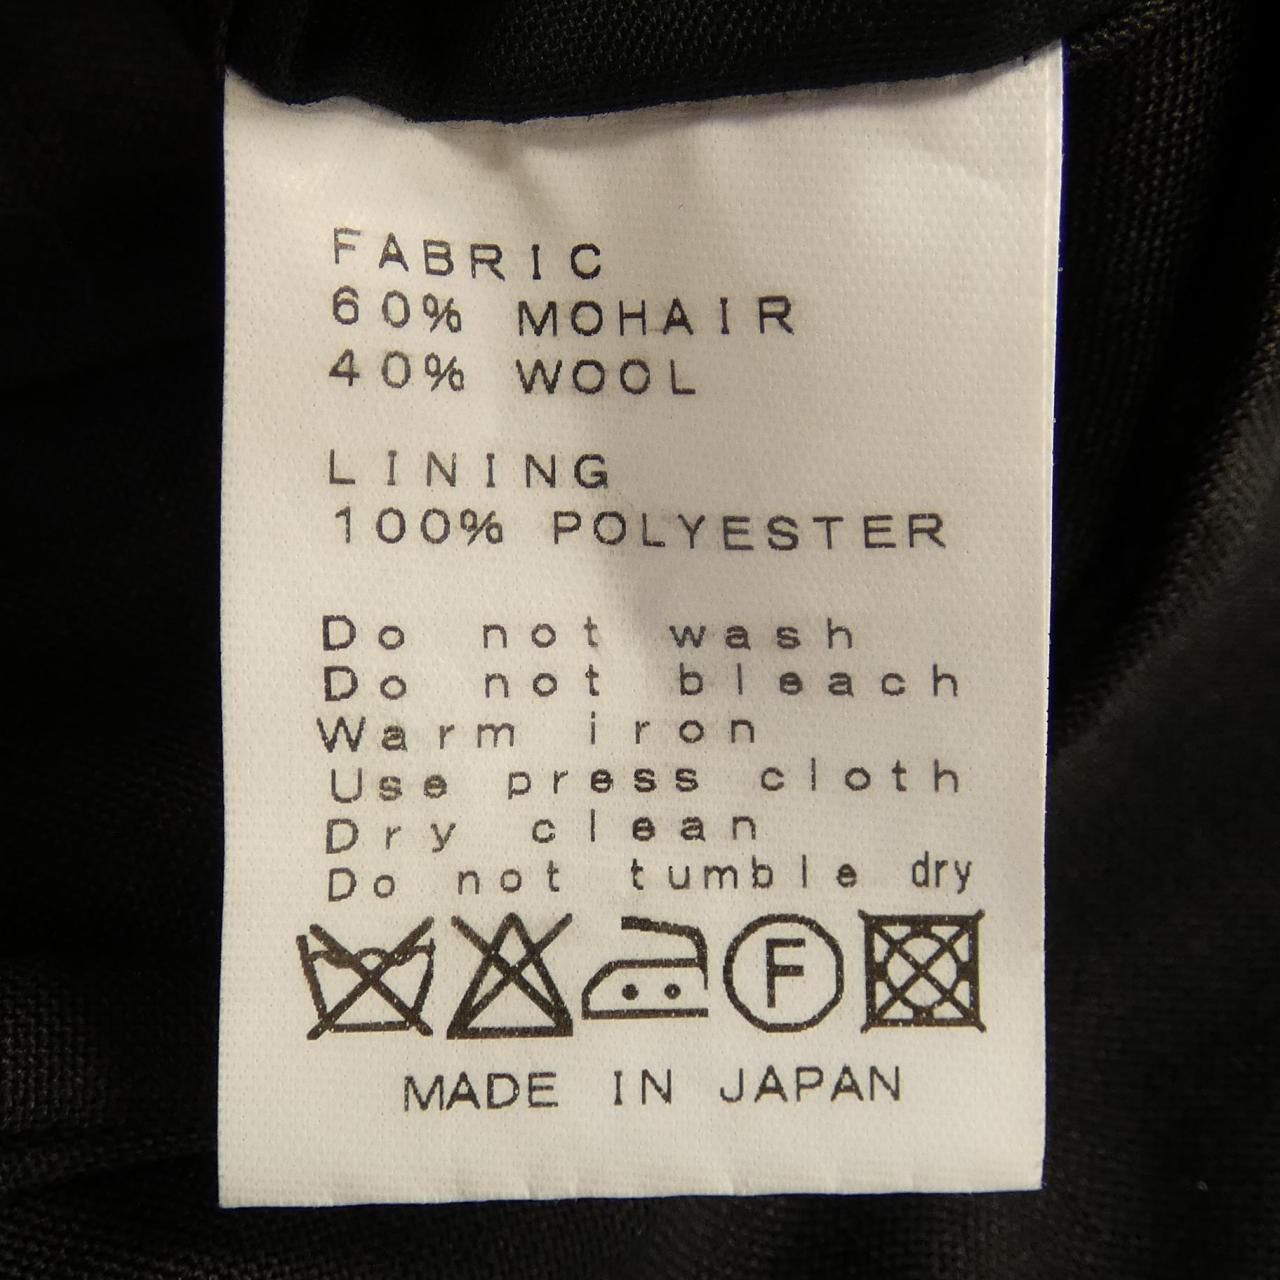 FABRIC
60% MOHAIR
40% WOOL
LINING
100% POLYESTER
Do not wash
Do not bleach
Warm iron
Use press cloth
Dry clean
Do not tumble dry
F
MADE IN JAPAN